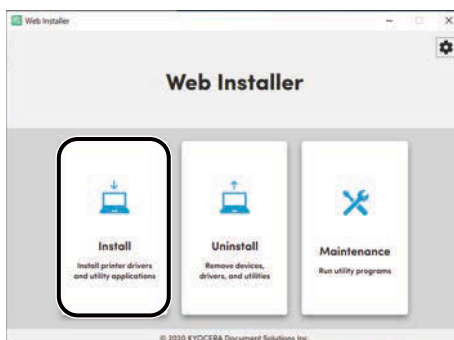 Web Installer
Web Installer
Install
Install printer drivers
and utility applications
Uninstall
Remove devices,
drivers, and utilities
Maintenance
Run utility programs
© 2020 KYOCERA Document Solutions Inc.